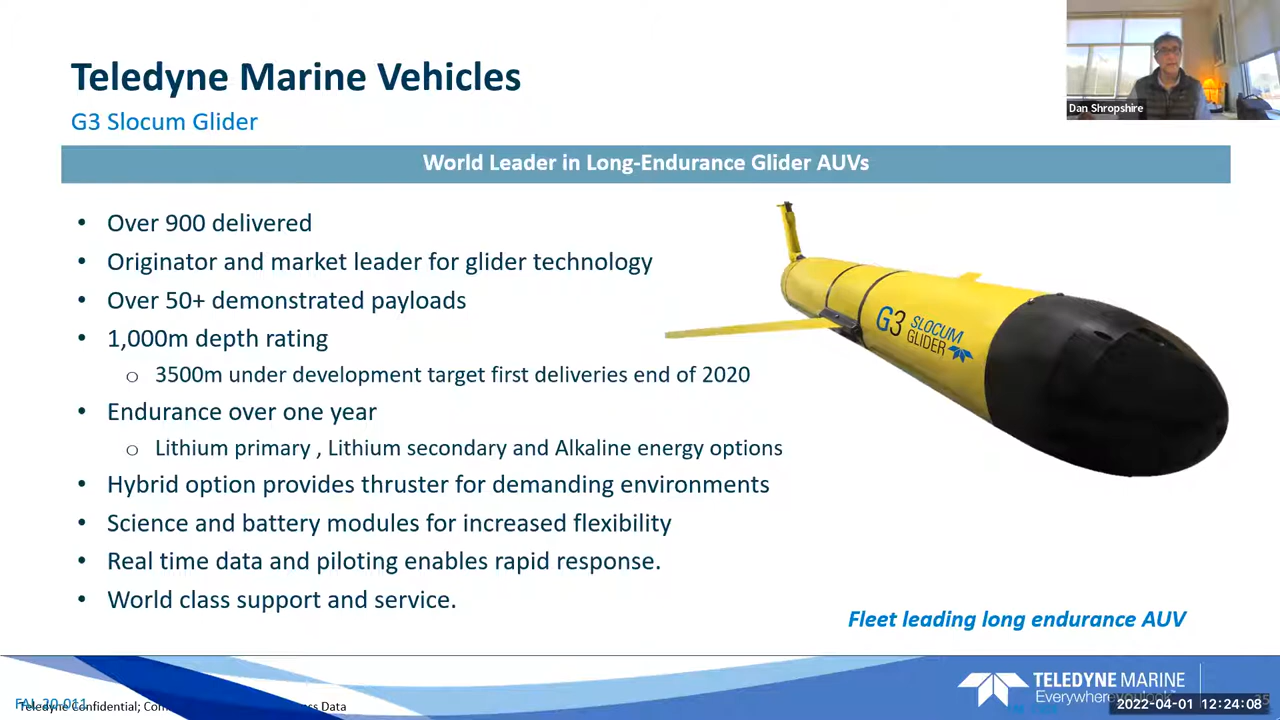 Teledyne Marine Vehicles
G3 Slocum Glider
Dan Shropshire
World Leader in Long-Endurance Glider AUVs
• Over 900 delivered
• Originator and market leader for glider technology
• Over 50+ demonstrated payloads
• 1,000m depth rating
o 3500m under development target first deliveries end of 2020
• Endurance over one year
o Lithium primary , Lithium secondary and Alkaline energy options
• Hybrid option provides thruster for demanding environments
• Science and battery modules for increased flexibility
• Real time data and piloting enables rapid response.
• World class support and service.
G3 SLOCUM
GLIDER
Fleet leading long endurance AUV
TELEDYNE MARINE
Everywhereyoulook
35
FAI-20-011
Teledyne Confidential; Data
2022-04-01 12:24:08